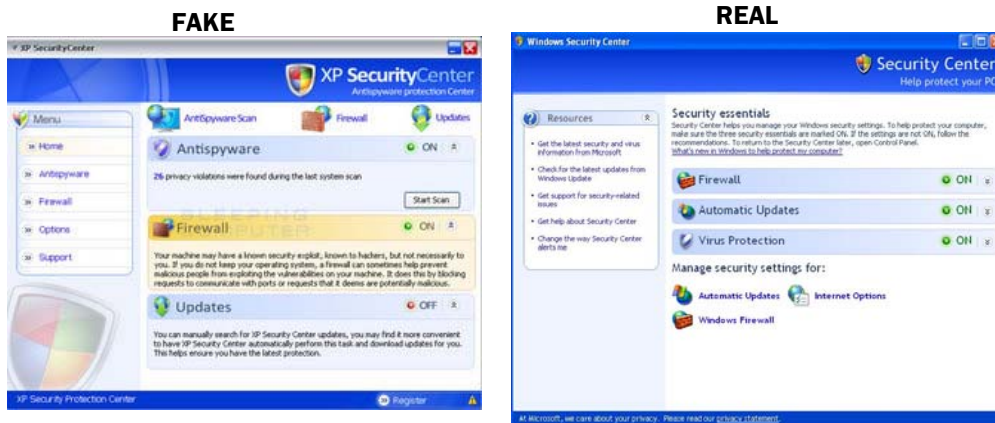 FAKE
XP SecurityCenter
XP SecurityCenter
Antispyware protection Center
Menu
Home
Antispyware
Firewall
Options
Support
AntiSpyware Scan
Firewall
Updates
Antispyware
ON
26 privacy violations were found during the last system scan
Start Scan
BLEEPING
COMPUTER
Firewall
ON
Your machine may have a known security exploit, known to hackers, but not necessarily to
you. If you do not keep your operating system, a firewall can sometimes help prevent
malicious people from exploiting the vulnerabilities on your machine. It does this by blocking
requests to communicate with ports or requests that it deems are potentially malicious.
Updates
OFF
You can manually search for XP Security Center updates, you may find it more convenient
to have XP Security Center automatically perform this task and download updates for you.
This helps ensure you have the latest protection.
XP Security Protection Center
Register
REAL
Windows Security Center
Security Center
Help protect your PC
Resources
Get the latest security and virus
information from Microsoft
Check for the latest updates from
Windows Update
Get support for security-related
issues
Get help about Security Center
Change the way Security Center
alerts me
Security essentials
Security Center helps you manage your Windows security settings. To help protect your computer,
make sure the three security essentials are marked ON. If the settings are not ON, follow the
recommendations. To return to the Security Center later, open Control Panel.
What's new in Windows to help protect my computer?
Firewall
ON
Automatic Updates
ON
Virus Protection
ON
Manage security settings for:
Automatic Updates
Internet Options
Windows Firewall
At Microsoft, we care about your privacy. Please read our privacy statement.